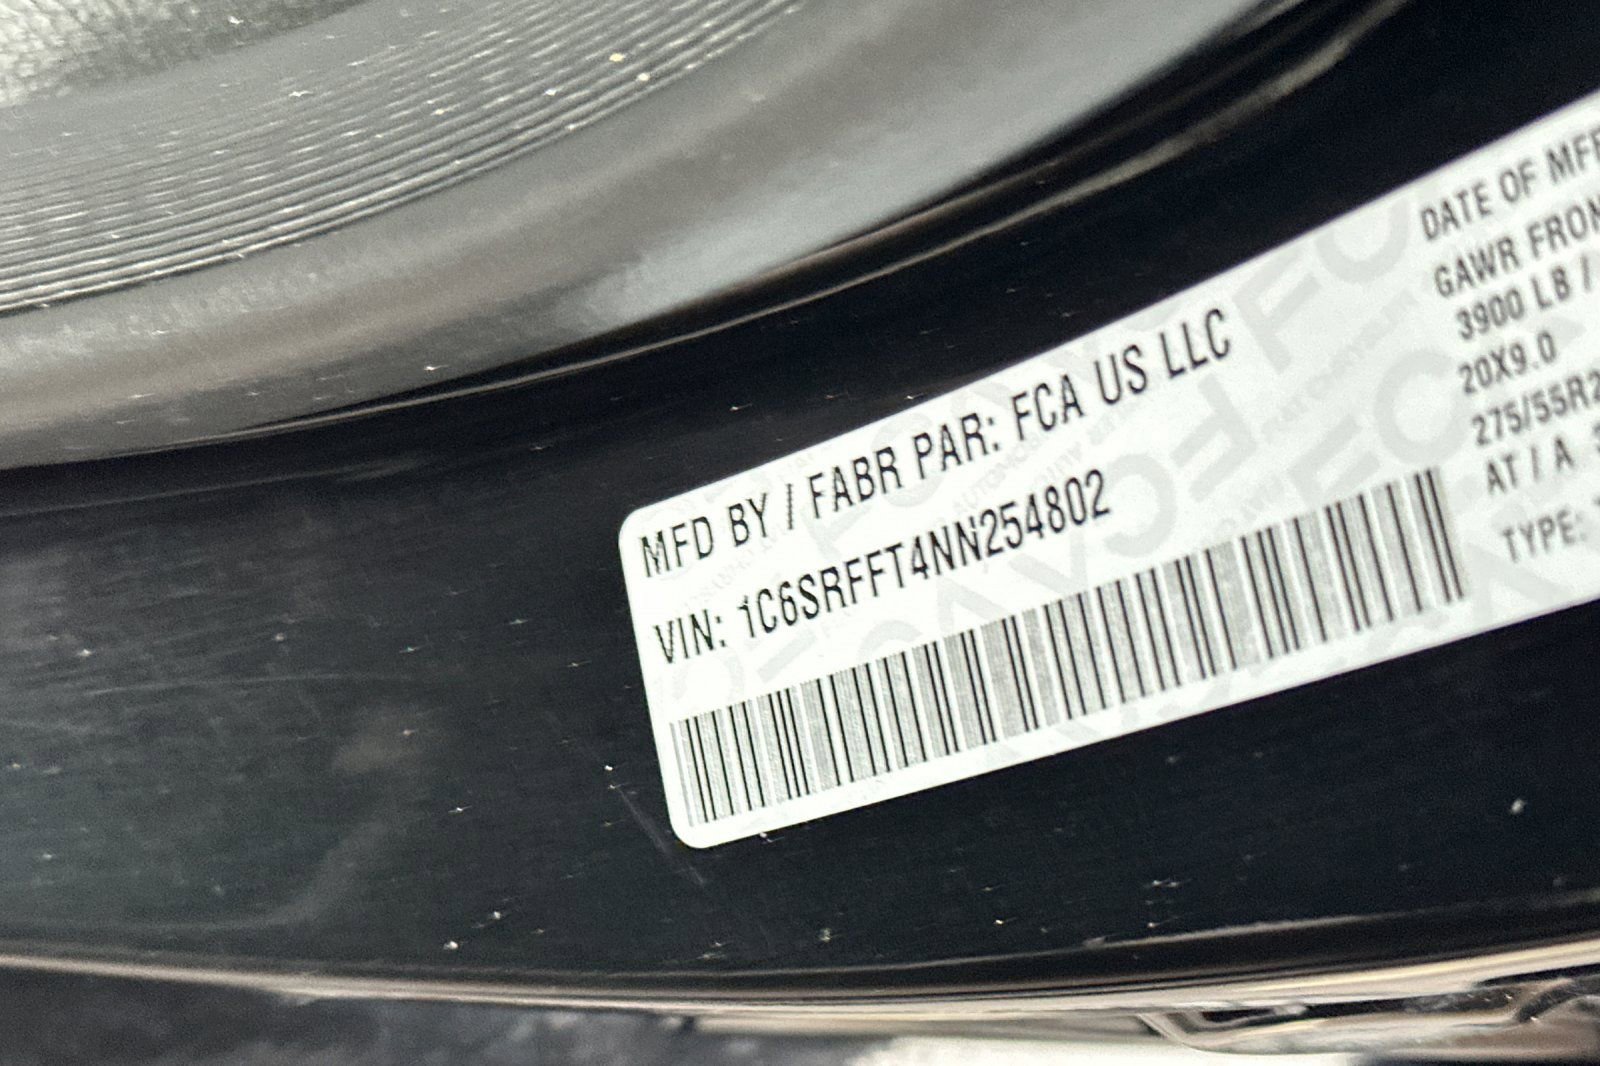 MFD BY / FABR PAR: FCA US LLC
VIN: 1C6SRFFT4NN254802
DATE OF MF
GAWR FRON
3900 LB /
20X9.0
275/55R2
AT / A
TYPE: